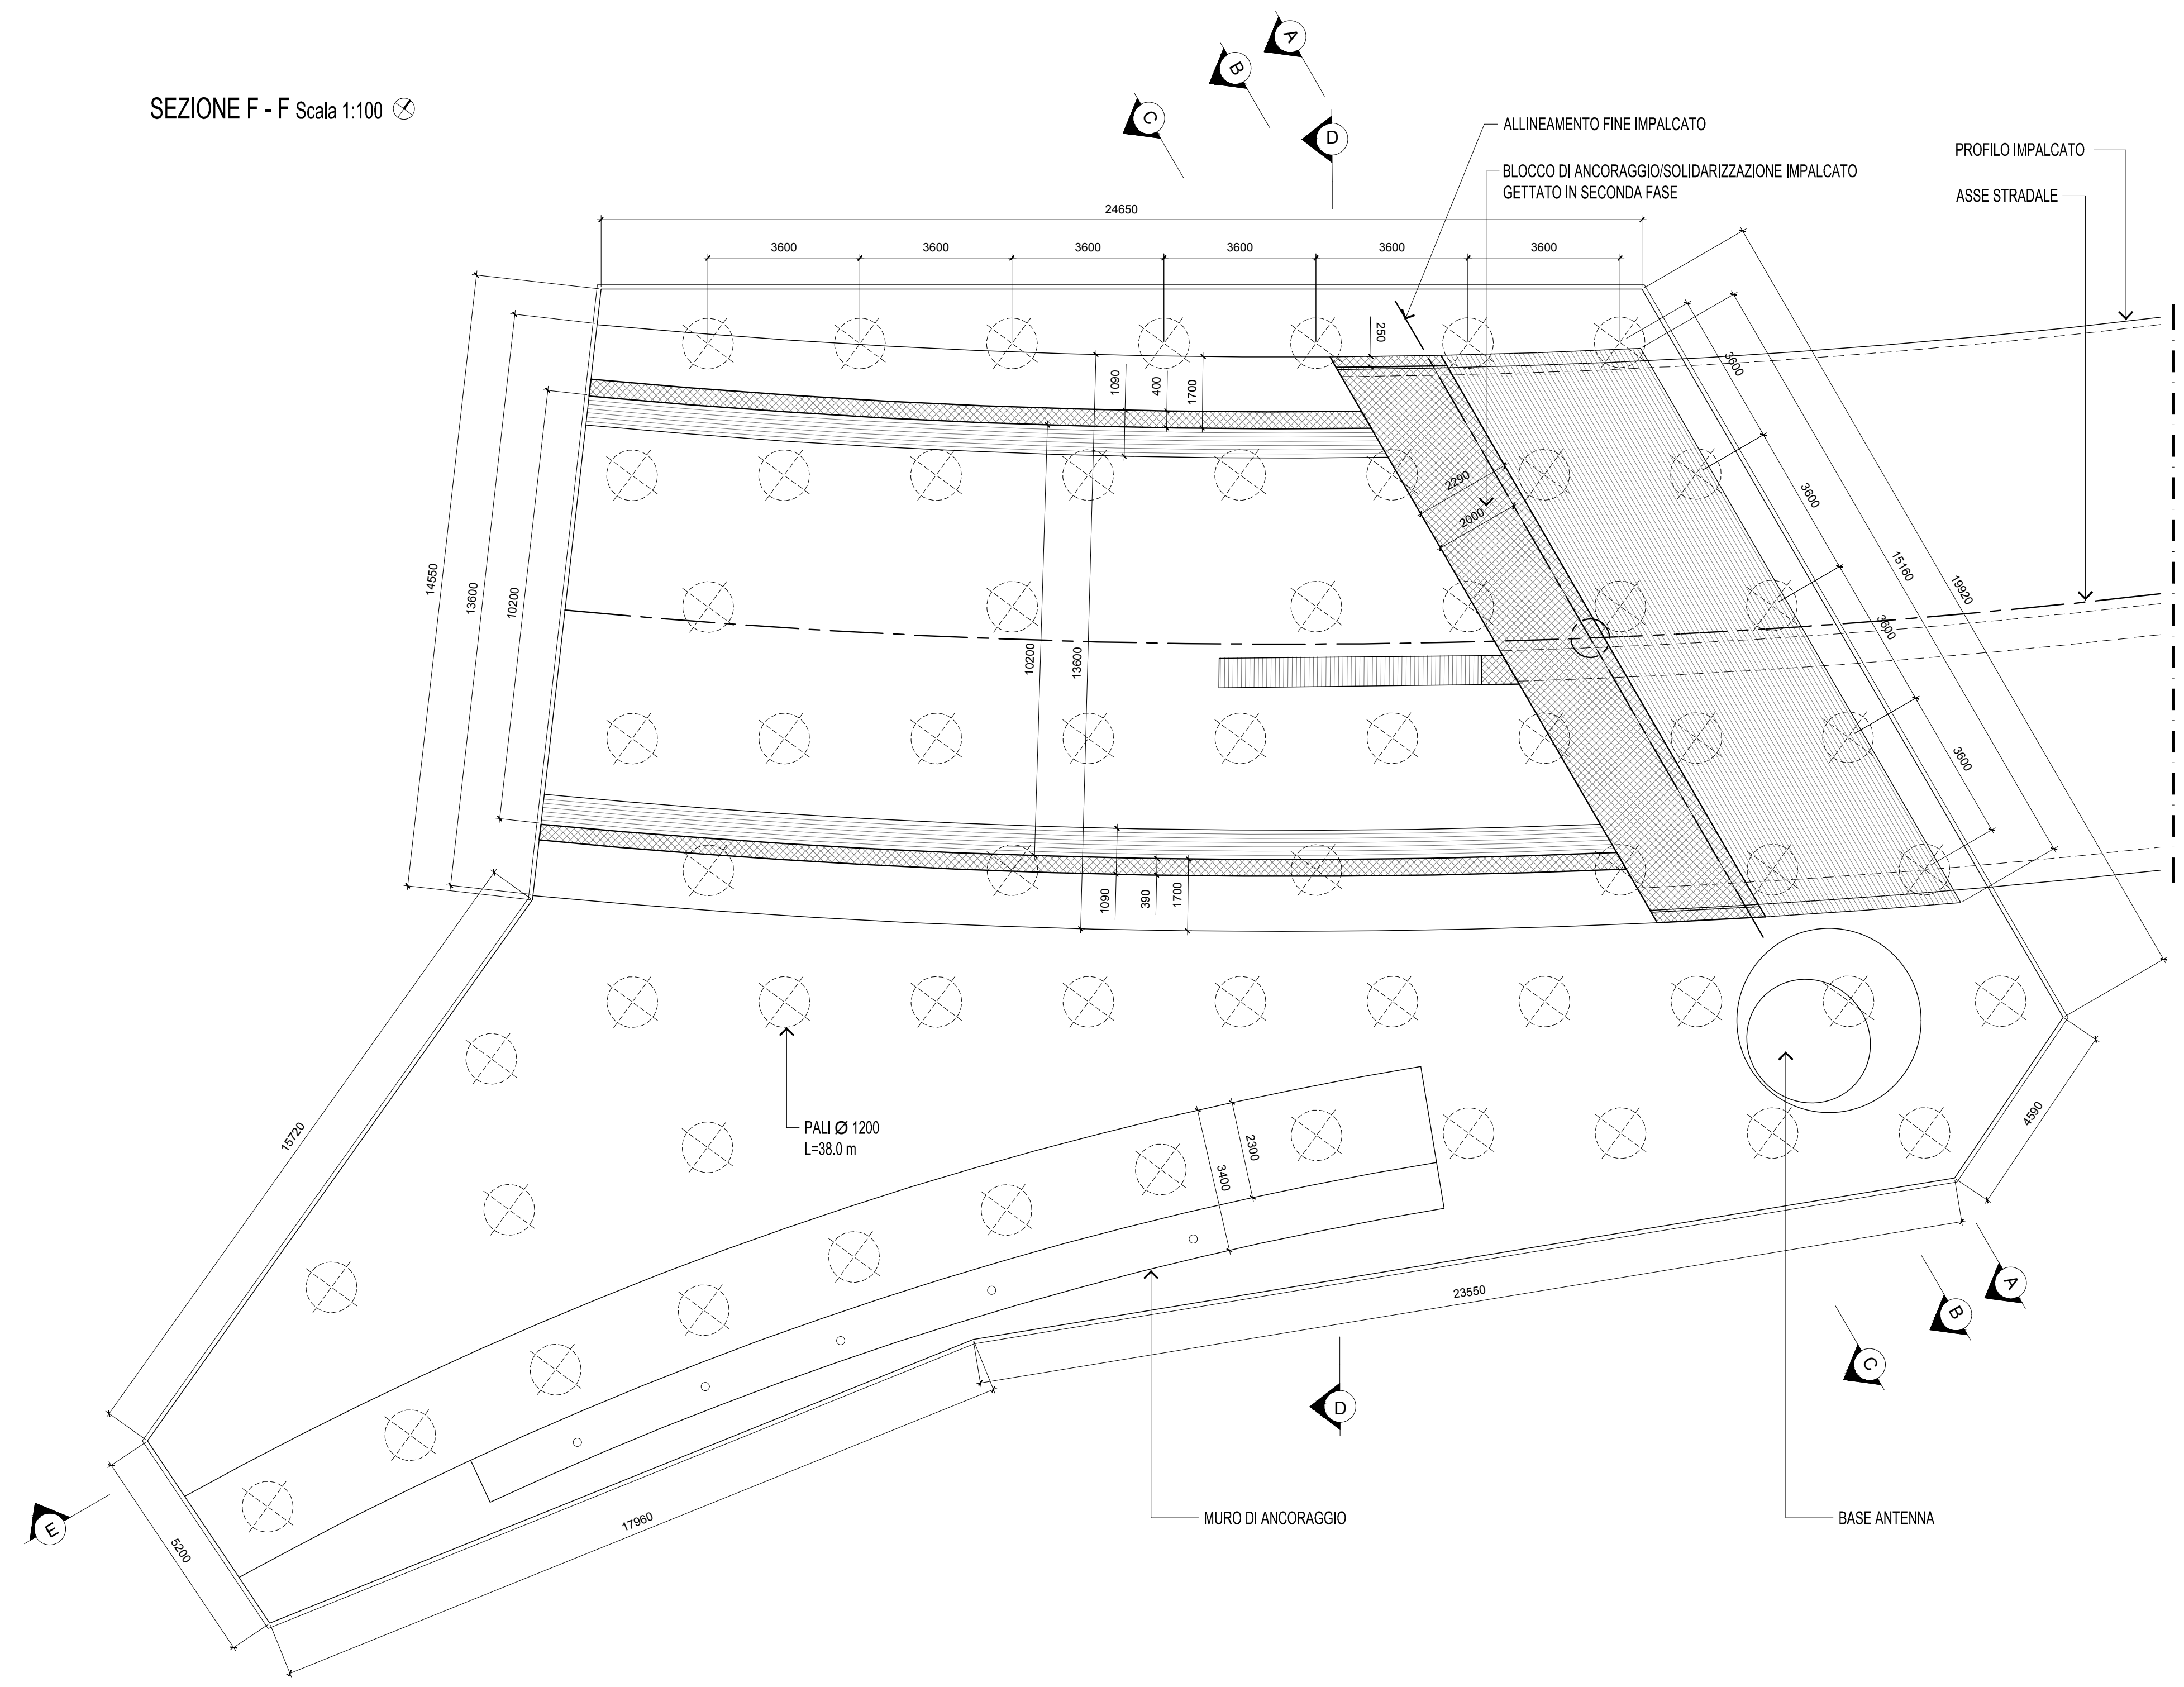 A
B
C
D
SEZIONE F - F Scala 1:100
ALLINEAMENTO FINE IMPALCATO
BLOCCO DI ANCORAGGIO/SOLIDARIZZAZIONE IMPALCATO
GETTATO IN SECONDA FASE
PROFILO IMPALCATO
ASSE STRADALE
24650
3600
3600
3600
3600
3600
3600
250
1090
400
1700
3600
3600
3600
3600
15160
19920
14550
13600
10200
2290
2000
10200
13600
1090
390
1700
15720
PALI Ø 1200
L=38.0 m
2300
3400
4590
23550
A
B
C
D
E
5200
17960
MURO DI ANCORAGGIO
BASE ANTENNA